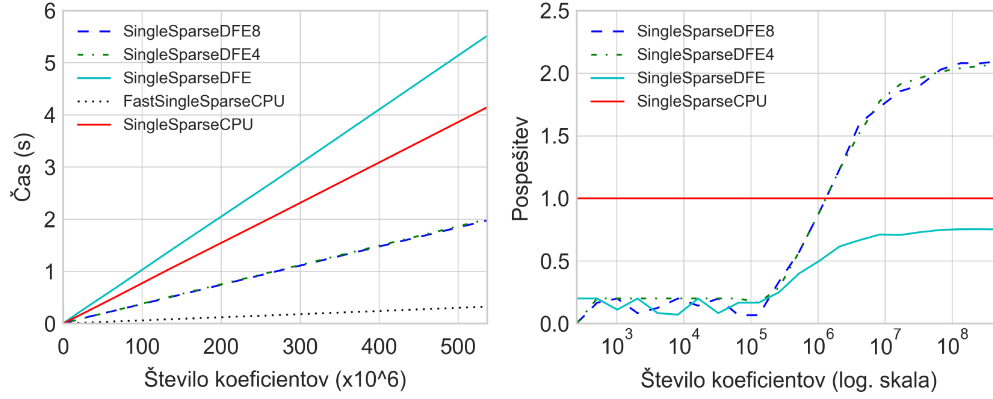 6
5
4
3
2
1
0
Čas (s)
SingleSparseDFE8
SingleSparseDFE4
SingleSparseDFE
FastSingleSparseCPU
SingleSparseCPU
0 100 200 300 400 500
Število koeficientov (x10^6)
2.5
2.0
1.5
1.0
0.5
0.0
Pospešitev
SingleSparseDFE8
SingleSparseDFE4
SingleSparseDFE
SingleSparseCPU
10^3 10^4 10^5 10^6 10^7 10^8
Število koeficientov (log. skala)